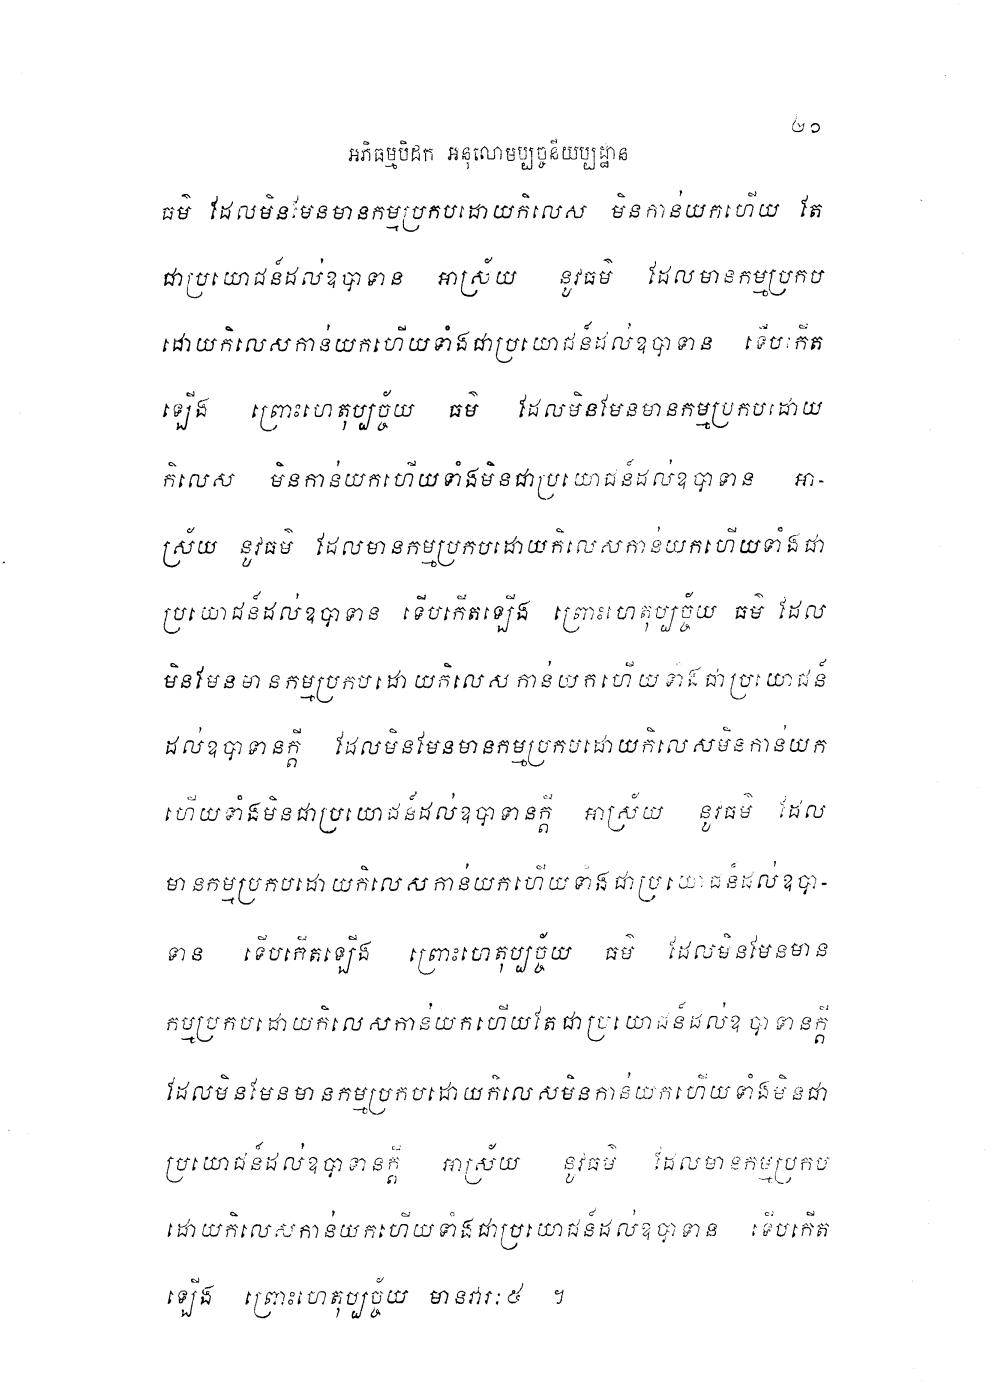 ២១
អភិធម្មបិដក អនុលោមប្បច្ចនីយប្បដ្ឋាន
ធម៌ ដែលមិនមែនមានកម្មប្រកបដោយកិលេស មិនកាន់យកហើយ តែ
ជាប្រយោជន៍ដល់ឧបាទាន អាស្រ័យ នូវធម៌ ដែលមានកម្មប្រកប
ដោយកិលេសកាន់យកហើយទាំងជាប្រយោជន៍ដល់ឧបាទាន ទើបកើត
ឡើង ព្រោះហេតុប្បច្ច័យ ធម៌ ដែលមិនមែនមានកម្មប្រកបដោយ
កិលេស មិនកាន់យកហើយទាំងមិនជាប្រយោជន៍ដល់ឧបាទាន អា-
ស្រ័យ នូវធម៌ ដែលមានកម្មប្រកបដោយកិលេសកាន់យកហើយទាំងជា
ប្រយោជន៍ដល់ឧបាទាន ទើបកើតឡើង ព្រោះហេតុប្បច្ច័យ ធម៌ ដែល
មិនមែនមានកម្មប្រកបដោយកិលេសកាន់យកហើយទាំងជាប្រយោជន៍
ដល់ឧបាទានក្តី ដែលមិនមែនមានកម្មប្រកបដោយកិលេសមិនកាន់យក
ហើយទាំងមិនជាប្រយោជន៍ដល់ឧបាទានក្តី អាស្រ័យ នូវធម៌ ដែល
មានកម្មប្រកបដោយកិលេសកាន់យកហើយទាំងជាប្រយោជន៍ដល់ឧបា-
ទាន ទើបកើតឡើង ព្រោះហេតុប្បច្ច័យ ធម៌ ដែលមិនមែនមាន
កម្មប្រកបដោយកិលេសកាន់យកហើយតែជាប្រយោជន៍ដល់ឧបាទានក្តី
ដែលមិនមែនមានកម្មប្រកបដោយកិលេសមិនកាន់យកហើយទាំងមិនជា
ប្រយោជន៍ដល់ឧបាទានក្តី អាស្រ័យ នូវធម៌ ដែលមានកម្មប្រកប
ដោយកិលេសកាន់យកហើយទាំងជាប្រយោជន៍ដល់ឧបាទាន ទើបកើត
ឡើង ព្រោះហេតុប្បច្ច័យ មានវារៈ ៥ ។